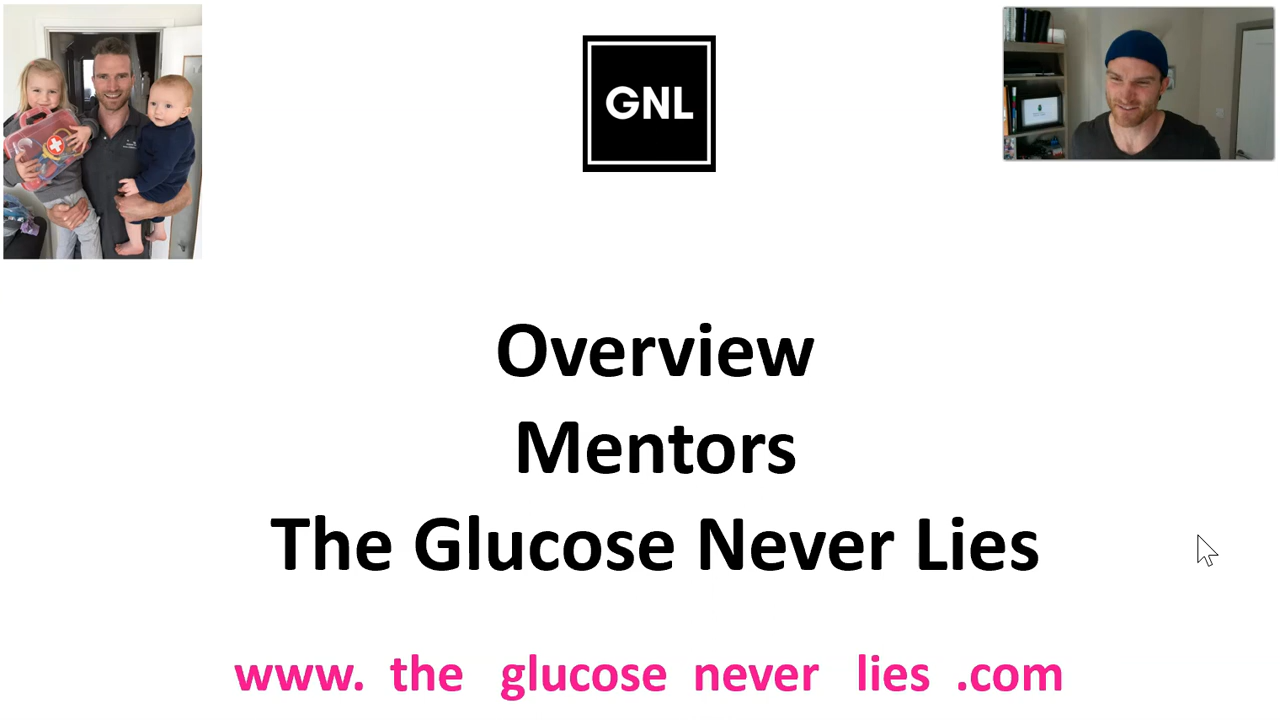 GNL
Overview
Mentors
The Glucose Never Lies
www. the glucose never lies .com